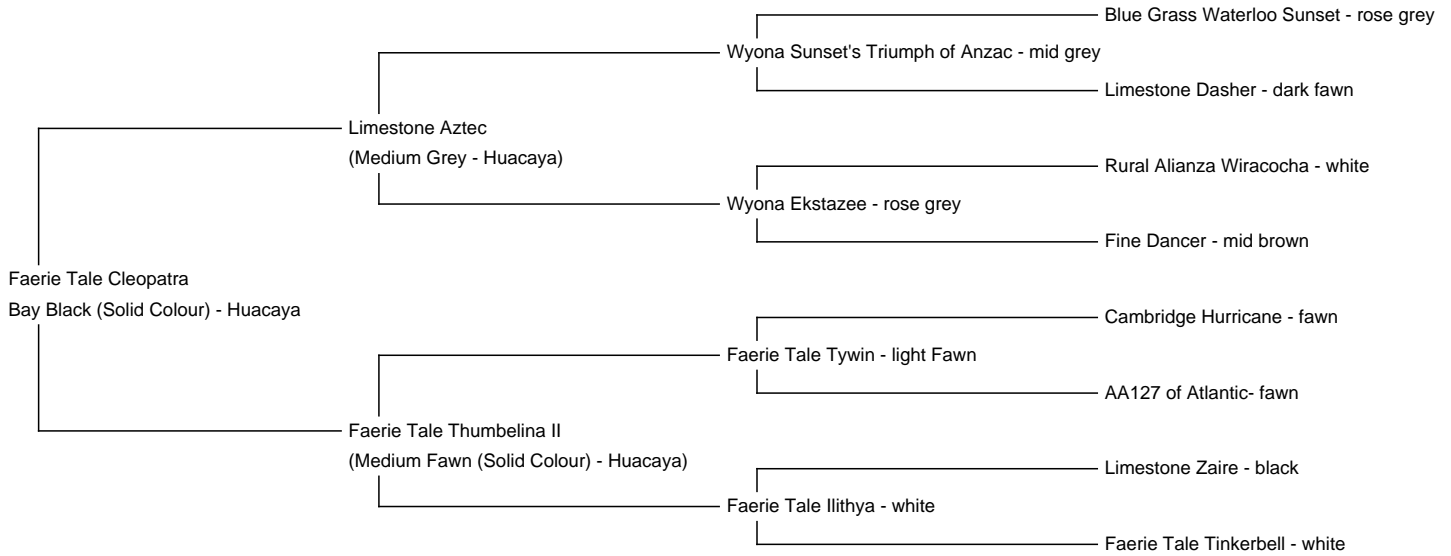 Blue Grass Waterloo Sunset - rose grey
Wyona Sunset's Triumph of Anzac - mid grey
Limestone Dasher - dark fawn
Limestone Aztec
(Medium Grey - Huacaya)
Rural Alianza Wiracocha - white
Wyona Ekstazee - rose grey
Fine Dancer - mid brown
Faerie Tale Cleopatra
Bay Black (Solid Colour) - Huacaya
Cambridge Hurricane - fawn
Faerie Tale Tywin - light Fawn
AA127 of Atlantic- fawn
Faerie Tale Thumbelina II
(Medium Fawn (Solid Colour) - Huacaya)
Limestone Zaire - black
Faerie Tale Ilithya - white
Faerie Tale Tinkerbell - white